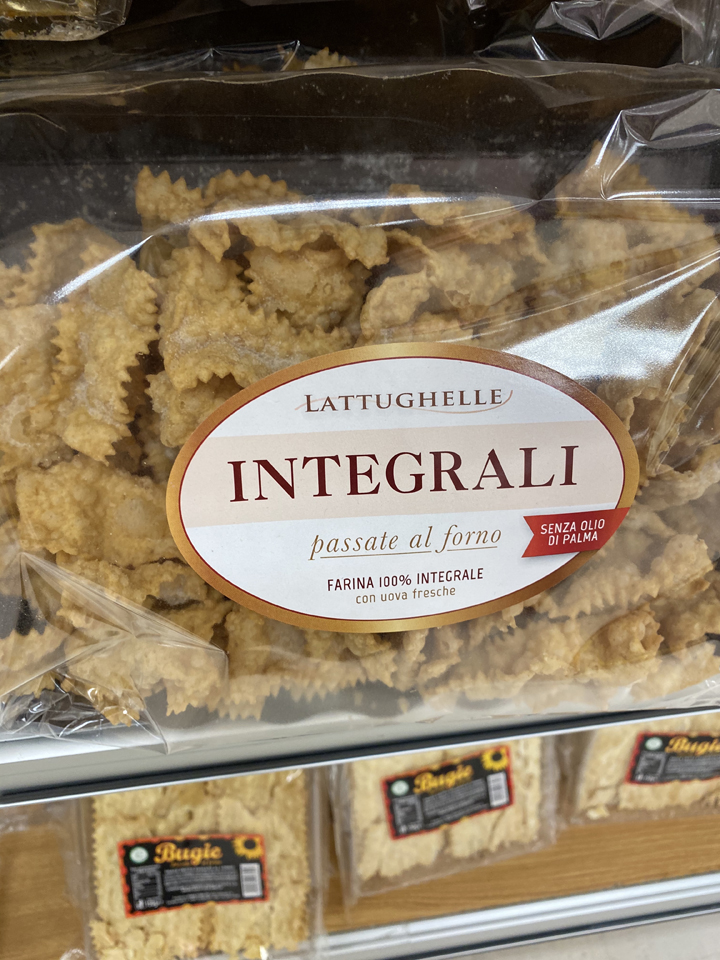 LATTUGHELLE
INTEGRALI
passate al forno
SENZA OLIO
DI PALMA
FARINA 100% INTEGRALE
con uova fresche
Bugie
Bugie
Bugie